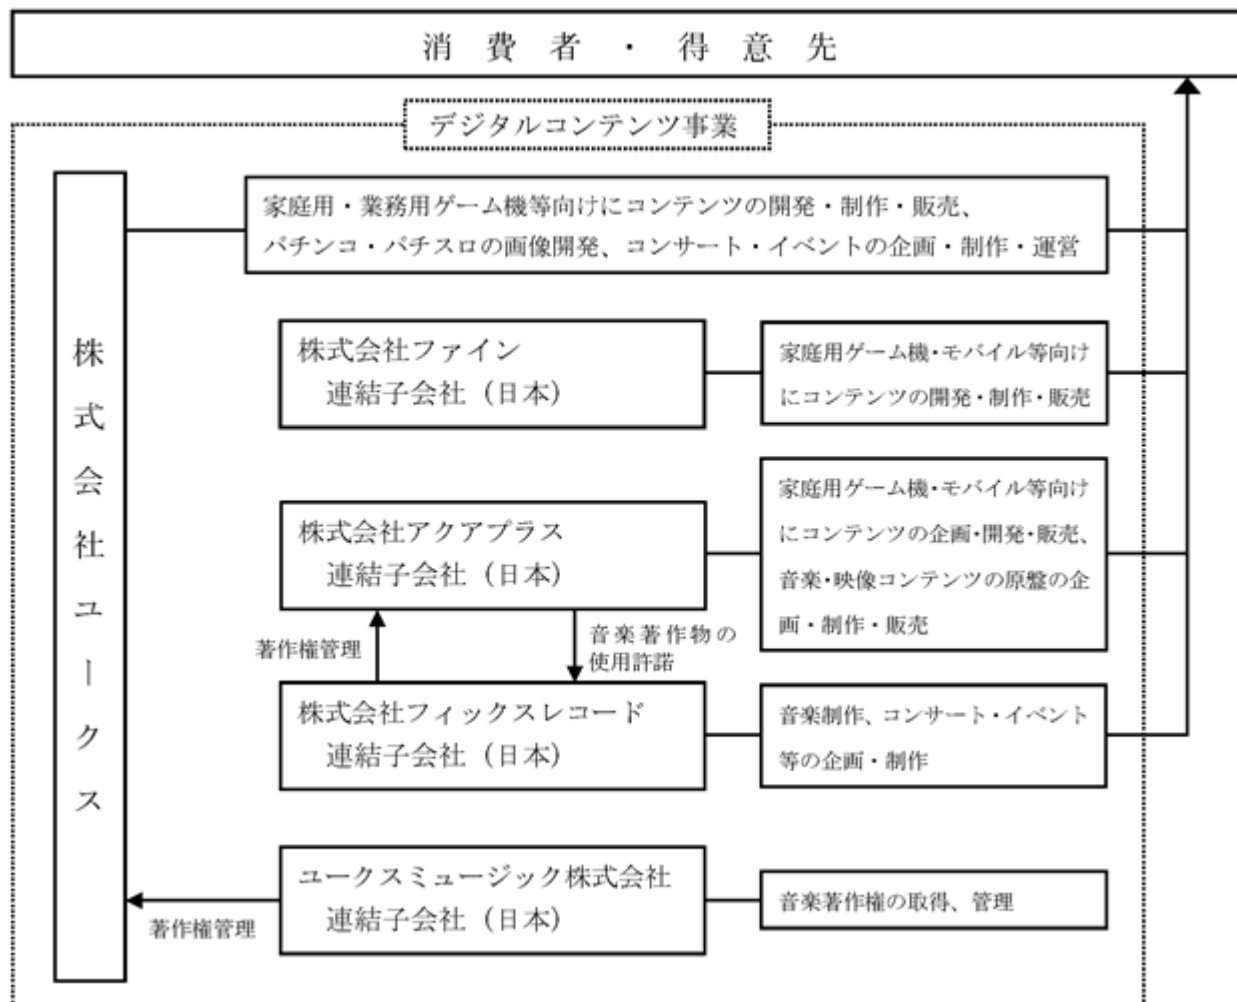 消費者・得意先
デジタルコンテンツ事業
株式会社ユークス
家庭用・業務用ゲーム機等向けにコンテンツの開発・制作・販売、
パチンコ・パチスロの画像開発、コンサート・イベントの企画・制作・運営
株式会社ファイン
連結子会社（日本）
家庭用ゲーム機・モバイル等向け
にコンテンツの開発・制作・販売
株式会社アクアプラス
連結子会社（日本）
家庭用ゲーム機・モバイル等向け
にコンテンツの企画・開発・販売、
音楽・映像コンテンツの原盤の企
画・制作・販売
著作権管理
音楽著作物の
使用許諾
株式会社フィックスレコード
連結子会社（日本）
音楽制作、コンサート・イベント
等の企画・制作
ユークスミュージック株式会社
連結子会社（日本）
音楽著作権の取得、管理
著作権管理